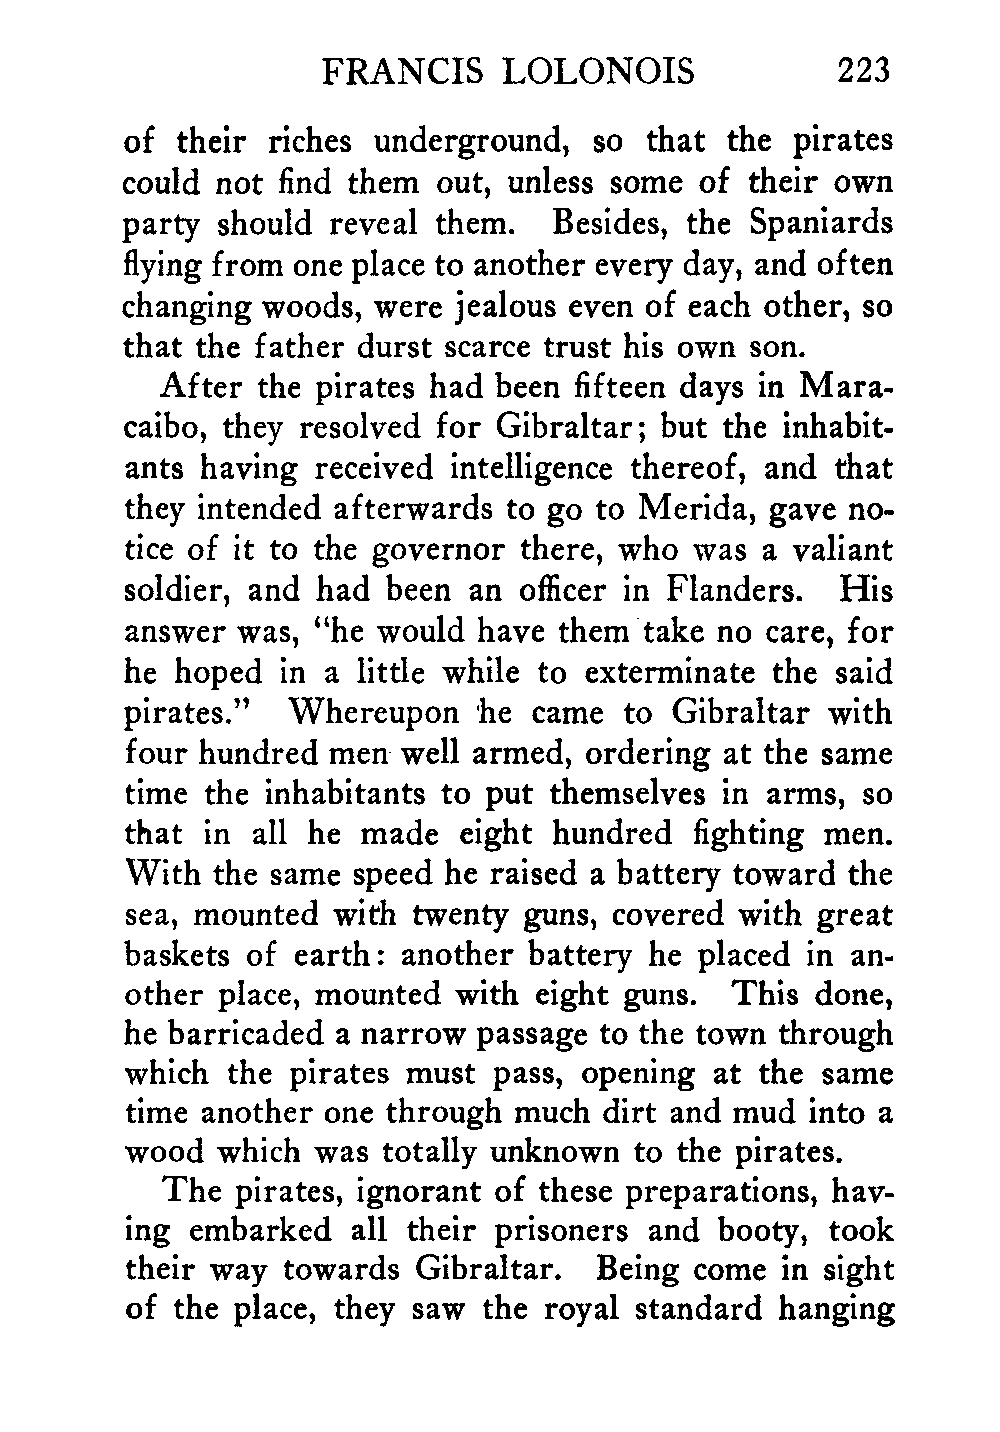 FRANCIS LOLONOIS 223
of their riches underground, so that the pirates
could not find them out, unless some of their own
party should reveal them. Besides, the Spaniards
flying from one place to another every day, and often
changing woods, were jealous even of each other, so
that the father durst scarce trust his own son.
After the pirates had been fifteen days in Mara-
caibo, they resolved for Gibraltar; but the inhabit-
ants having received intelligence thereof, and that
they intended afterwards to go to Merida, gave no-
tice of it to the governor there, who was a valiant
soldier, and had been an officer in Flanders. His
answer was, "he would have them take no care, for
he hoped in a little while to exterminate the said
pirates." Whereupon he came to Gibraltar with
four hundred men well armed, ordering at the same
time the inhabitants to put themselves in arms, so
that in all he made eight hundred fighting men.
With the same speed he raised a battery toward the
sea, mounted with twenty guns, covered with great
baskets of earth: another battery he placed in an-
other place, mounted with eight guns. This done,
he barricaded a narrow passage to the town through
which the pirates must pass, opening at the same
time another one through much dirt and mud into a
wood which was totally unknown to the pirates.
The pirates, ignorant of these preparations, hav-
ing embarked all their prisoners and booty, took
their way towards Gibraltar. Being come in sight
of the place, they saw the royal standard hanging